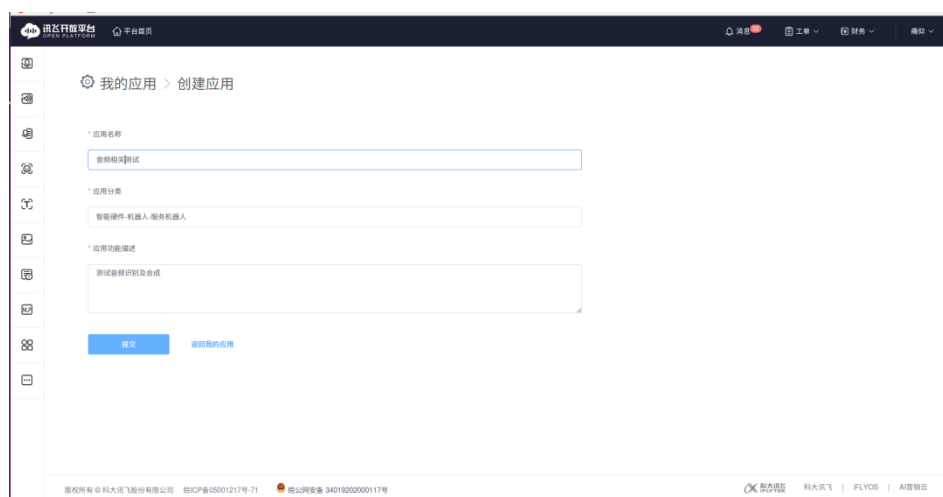 讯飞开放平台
OPEN PLATFORM
平台首页
消息
工单
财务
我的应用 > 创建应用
* 应用名称
音频相关测试
* 应用分类
智能硬件-机器人-服务机器人
* 应用功能描述
测试音频识别及合成
提交
返回我的应用
版权所有 © 科大讯飞股份有限公司 皖ICP备05001217号-71 皖公网安备 34019202000117号
科大讯飞 iFLYTEK
科大讯飞 | iFLYOS | AI营销云